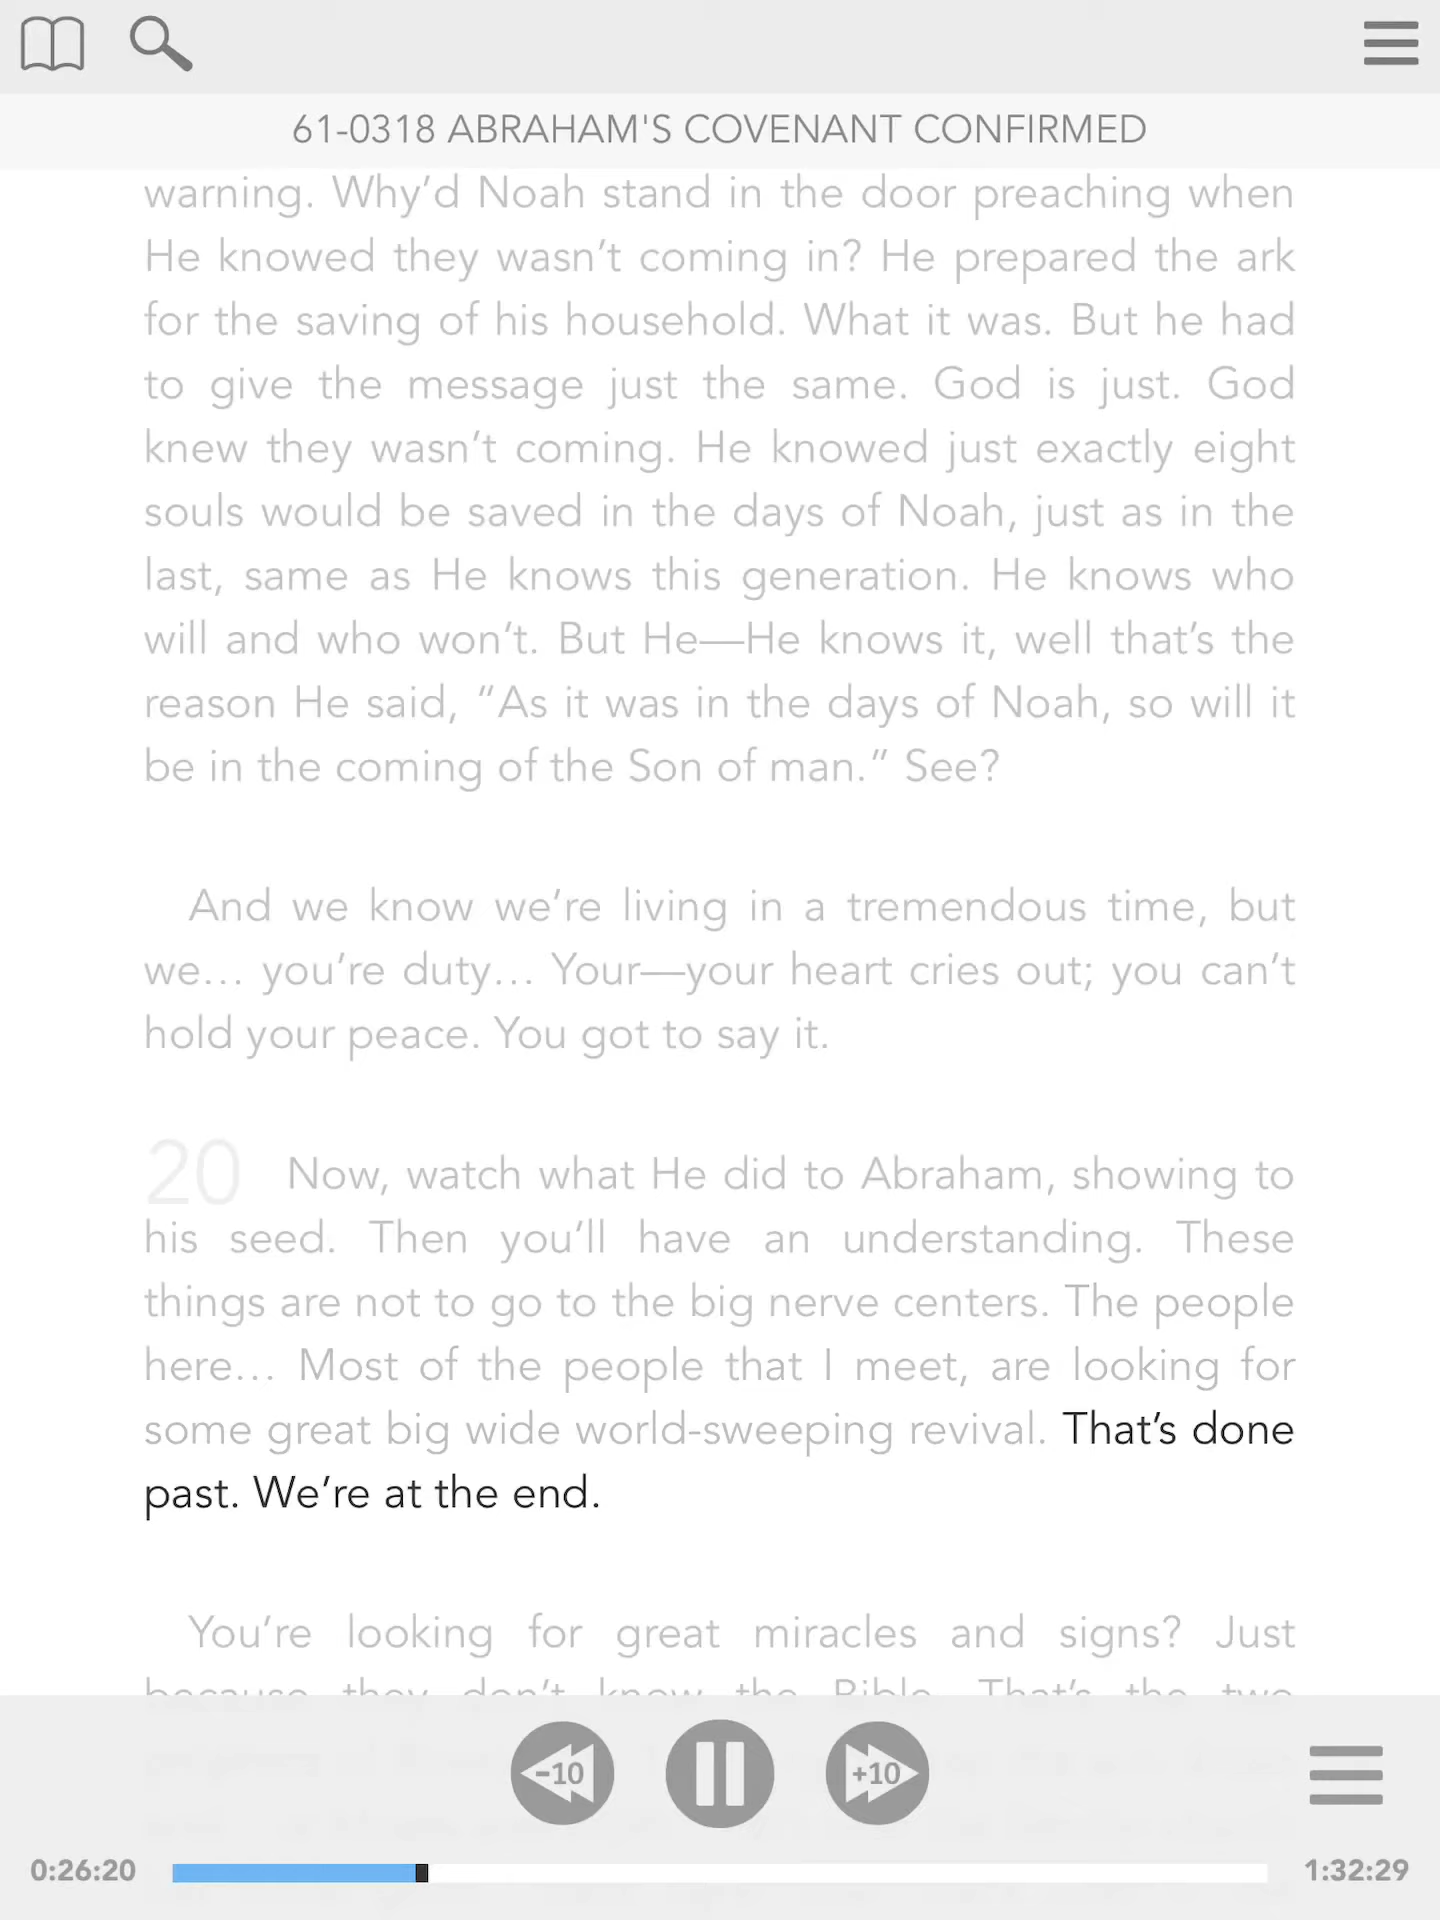 61-0318 ABRAHAM'S COVENANT CONFIRMED
warning. Why’d Noah stand in the door preaching when
He knowed they wasn’t coming in? He prepared the ark
for the saving of his household. What it was. But he had
to give the message just the same. God is just. God
knew they wasn’t coming. He knowed just exactly eight
souls would be saved in the days of Noah, just as in the
last, same as He knows this generation. He knows who
will and who won’t. But He—He knows it, well that’s the
reason He said, “As it was in the days of Noah, so will it
be in the coming of the Son of man.” See?
And we know we’re living in a tremendous time, but
we… you’re duty… Your—your heart cries out; you can’t
hold your peace. You got to say it.
20 Now, watch what He did to Abraham, showing to
his seed. Then you’ll have an understanding. These
things are not to go to the big nerve centers. The people
here… Most of the people that I meet, are looking for
some great big wide world-sweeping revival. That’s done
past. We’re at the end.
You’re looking for great miracles and signs? Just
because they don’t know the Bible. That’s the two
-10 +10
0:26:20 1:32:29